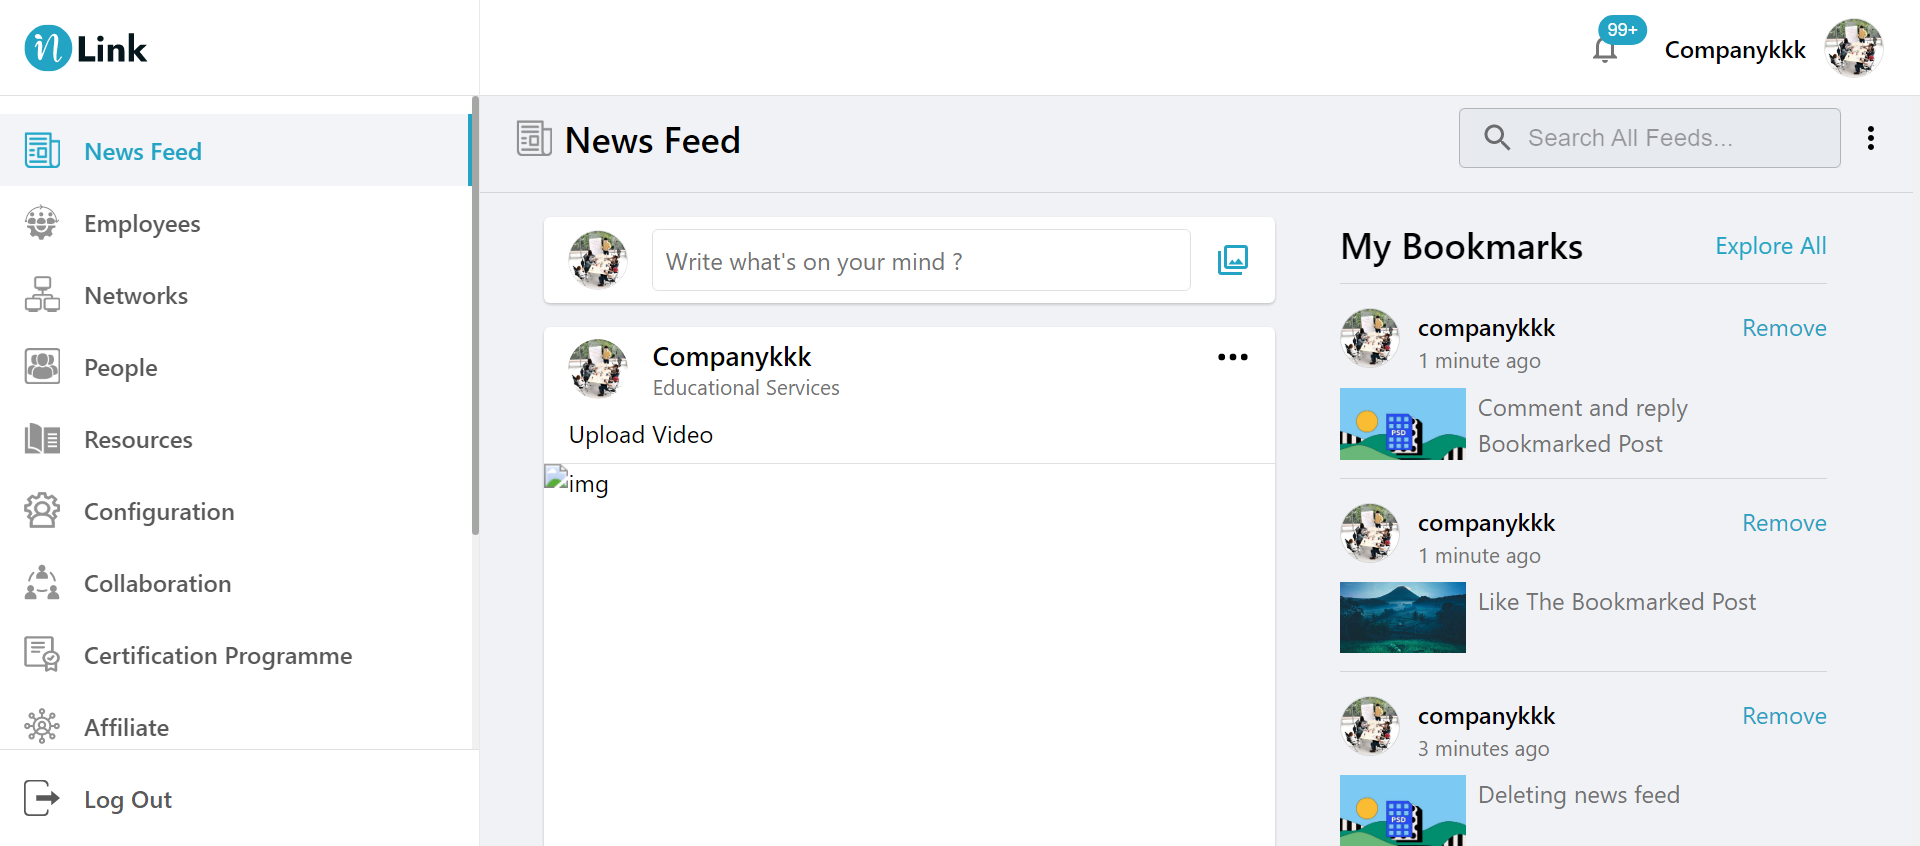 n Link
99+
Companykkk
News Feed
Employees
Networks
People
Resources
Configuration
Collaboration
Certification Programme
Affiliate
Log Out
News Feed
Search All Feeds...
Write what's on your mind ?
Companykkk
Educational Services
Upload Video
img
My Bookmarks
Explore All
companykkk
Remove
1 minute ago
PSD
Comment and reply
Bookmarked Post
companykkk
Remove
1 minute ago
Like The Bookmarked Post
companykkk
Remove
3 minutes ago
PSD
Deleting news feed